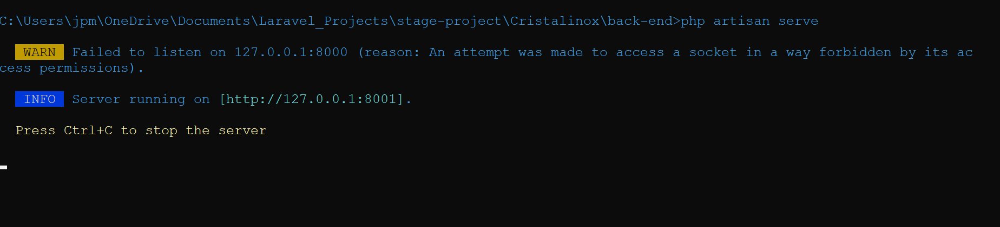 C:\Users\jpm\OneDrive\Documents\Laravel_Projects\stage-project\Cristalinox\back-end>php artisan serve
WARN Failed to listen on 127.0.0.1:8000 (reason: An attempt was made to access a socket in a way forbidden by its ac
cess permissions).
INFO Server running on [http://127.0.0.1:8001].
Press Ctrl+C to stop the server